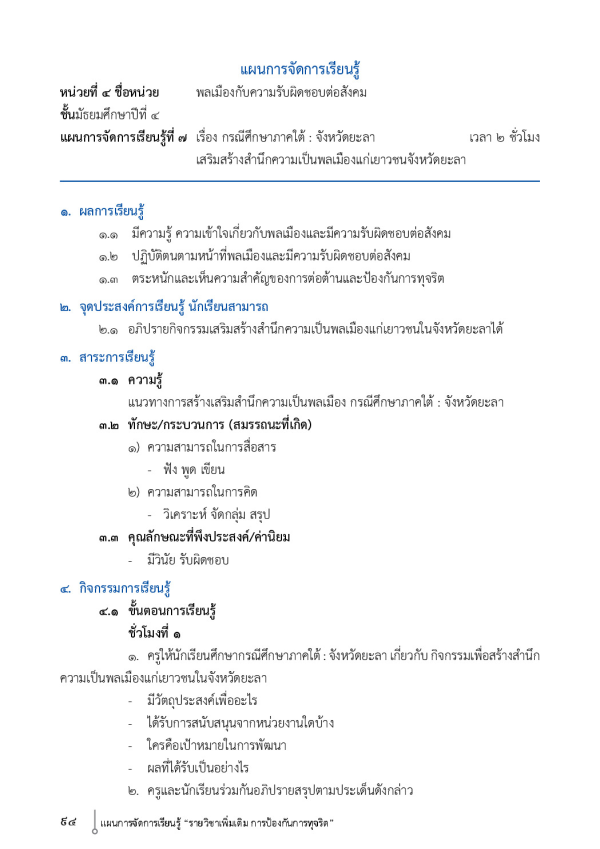 แผนการจัดการเรียนรู้
หน่วยที่ ๔ ชื่อหน่วย พลเมืองกับความรับผิดชอบต่อสังคม
ชั้นมัธยมศึกษาปีที่ ๔
แผนการจัดการเรียนรู้ที่ ๗ เรื่อง กรณีศึกษาภาคใต้ : จังหวัดยะลา เวลา ๒ ชั่วโมง
เสริมสร้างสำนึกความเป็นพลเมืองแก่เยาวชนจังหวัดยะลา
๑. ผลการเรียนรู้
๑.๑ มีความรู้ ความเข้าใจเกี่ยวกับพลเมืองและมีความรับผิดชอบต่อสังคม
๑.๒ ปฏิบัติตนตามหน้าที่พลเมืองและมีความรับผิดชอบต่อสังคม
๑.๓ ตระหนักและเห็นความสำคัญของการต่อต้านและป้องกันการทุจริต
๒. จุดประสงค์การเรียนรู้ นักเรียนสามารถ
๒.๑ อภิปรายกิจกรรมเสริมสร้างสำนึกความเป็นพลเมืองแก่เยาวชนในจังหวัดยะลาได้
๓. สาระการเรียนรู้
๓.๑ ความรู้
แนวทางการสร้างเสริมสำนึกความเป็นพลเมือง กรณีศึกษาภาคใต้ : จังหวัดยะลา
๓.๒ ทักษะ/กระบวนการ (สมรรถนะที่เกิด)
๑) ความสามารถในการสื่อสาร
- ฟัง พูด เขียน
๒) ความสามารถในการคิด
- วิเคราะห์ จัดกลุ่ม สรุป
๓.๓ คุณลักษณะที่พึงประสงค์/ค่านิยม
- มีวินัย รับผิดชอบ
๔. กิจกรรมการเรียนรู้
๔.๑ ขั้นตอนการเรียนรู้
ชั่วโมงที่ ๑
๑. ครูให้นักเรียนศึกษากรณีศึกษาภาคใต้ : จังหวัดยะลา เกี่ยวกับ กิจกรรมเพื่อสร้างสำนึก
ความเป็นพลเมืองแก่เยาวชนในจังหวัดยะลา
- มีวัตถุประสงค์เพื่ออะไร
- ได้รับการสนับสนุนจากหน่วยงานใดบ้าง
- ใครคือเป้าหมายในการพัฒนา
- ผลที่ได้รับเป็นอย่างไร
๒. ครูและนักเรียนร่วมกันอภิปรายสรุปตามประเด็นดังกล่าว
๙๔ แผนการจัดการเรียนรู้ “รายวิชาเพิ่มเติม การป้องกันการทุจริต”